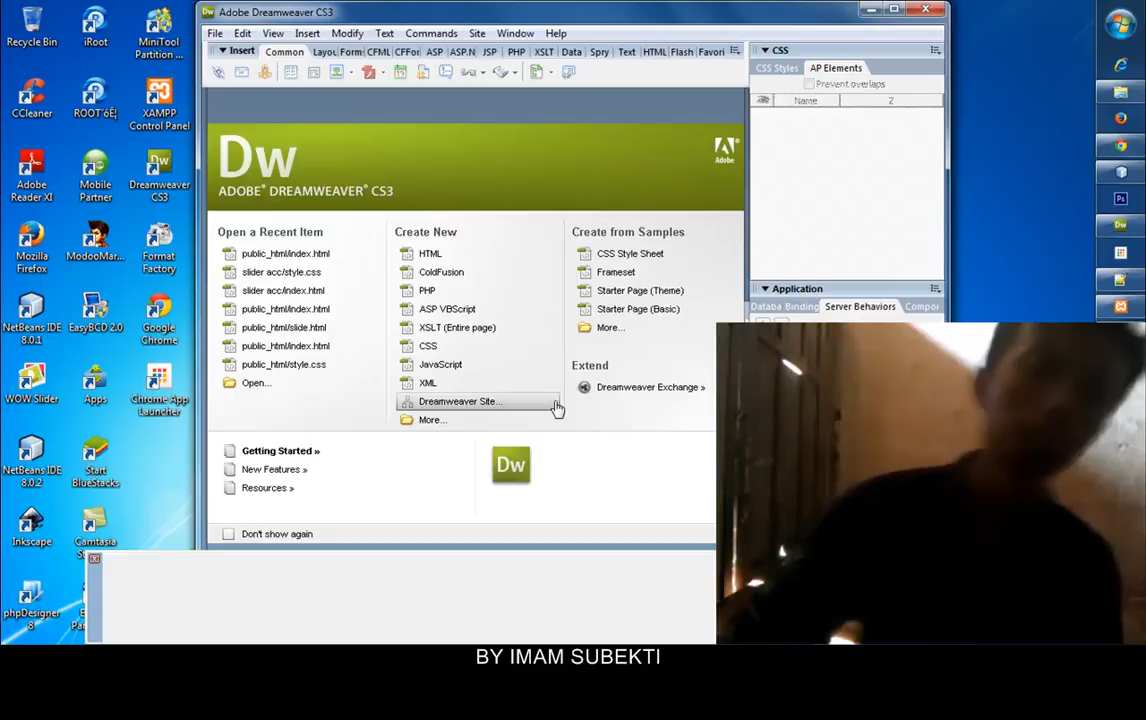 Recycle Bin
iRoot
MiniTool
Partition ...
CCleaner
XAMPP
Control Panel
Adobe
Reader XI
Mobile
Partner
Dreamweaver
CS3
Mozilla
Firefox
ModooMar...
Format
Factory
NetBeans IDE
8.0.1
EasyBCD 2.0
Google
Chrome
WOW Slider
Apps
Chrome App
Launcher
NetBeans IDE
8.0.2
Start
BlueStacks
Inkscape
Camtasia
phpDesigner
8
Dw Adobe Dreamweaver CS3
File Edit View Insert Modify Text Commands Site Window Help
Insert Common Layou Form: CFML CFFor ASP ASP.N JSP PHP XSLT Data Spry Text HTML Flash Favori
Dw
ADOBE® DREAMWEAVER® CS3
Adobe
Open a Recent Item
public_html/index.html
slider acc/style.css
slider acc/index.html
public_html/index.html
public_html/slide.html
public_html/index.html
public_html/style.css
Open...
Create New
HTML
ColdFusion
PHP
ASP VBScript
XSLT (Entire page)
CSS
JavaScript
XML
Dreamweaver Site...
More...
Create from Samples
CSS Style Sheet
Frameset
Starter Page (Theme)
Starter Page (Basic)
More...
Extend
Dreamweaver Exchange »
Getting Started »
New Features »
Resources »
Dw
Don't show again
CSS
CSS Styles AP Elements
Prevent overlaps
Name Z
Application
Databa Binding Server Behaviors Compor
BY IMAM SUBEKTI